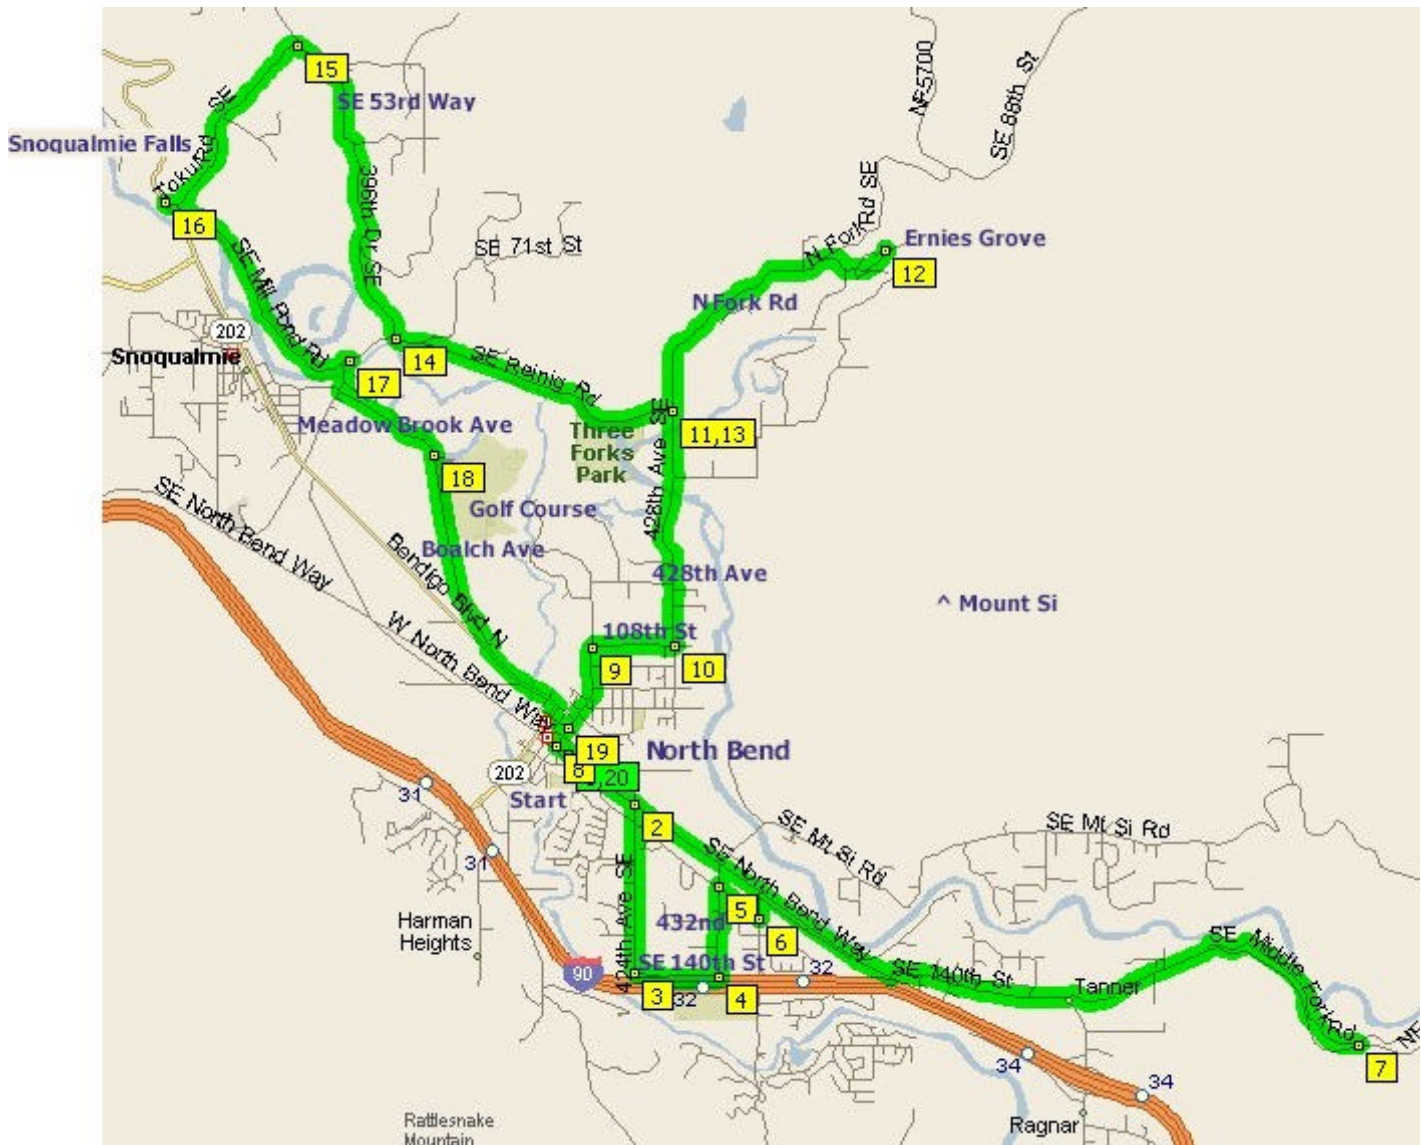 NF5700
SE 88th St
15
SE 53rd Way
SE
Snoqualmie Falls
Tokul Rd
396th Dr SE
N Fork Rd SE
16
SE 71st St
Ernies Grove
12
SE Mill Pond Rd
N Fork Rd
202
Snoqualmie
14
SE Reinig Rd
17
Meadow Brook Ave
Three
Forks
Park
11,13
428th Ave SE
18
SE North Bend Way
Golf Course
Boalch Ave
Bendigo Blvd N
428th Ave
^ Mount Si
108th St
W North Bend Way
9
10
19
North Bend
8
,20
202
Start
31
2
SE Mt Si Rd
SE Mt Si Rd
31
SE North Bend Way
424th Ave SE
5
432nd
6
Harman
Heights
SE 140th St
90
32
SE 140th St
3
32
4
Tanner
SE Middle Fork Rd
NF
7
34
34
Rattlesnake
Mountain
Ragnar